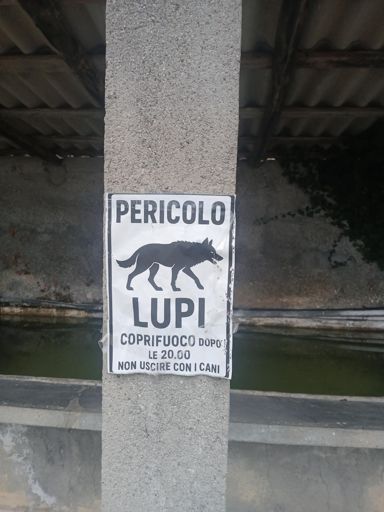 PERICOLO
LUPI
COPRIFUOCO DOPO
LE 20.00
NON USCIRE CON I CANI